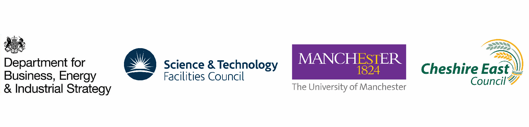 Department for
Business, Energy
& Industrial Strategy
Science & Technology
Facilities Council
MANCHESTER
1824
The University of Manchester
Cheshire East
Council